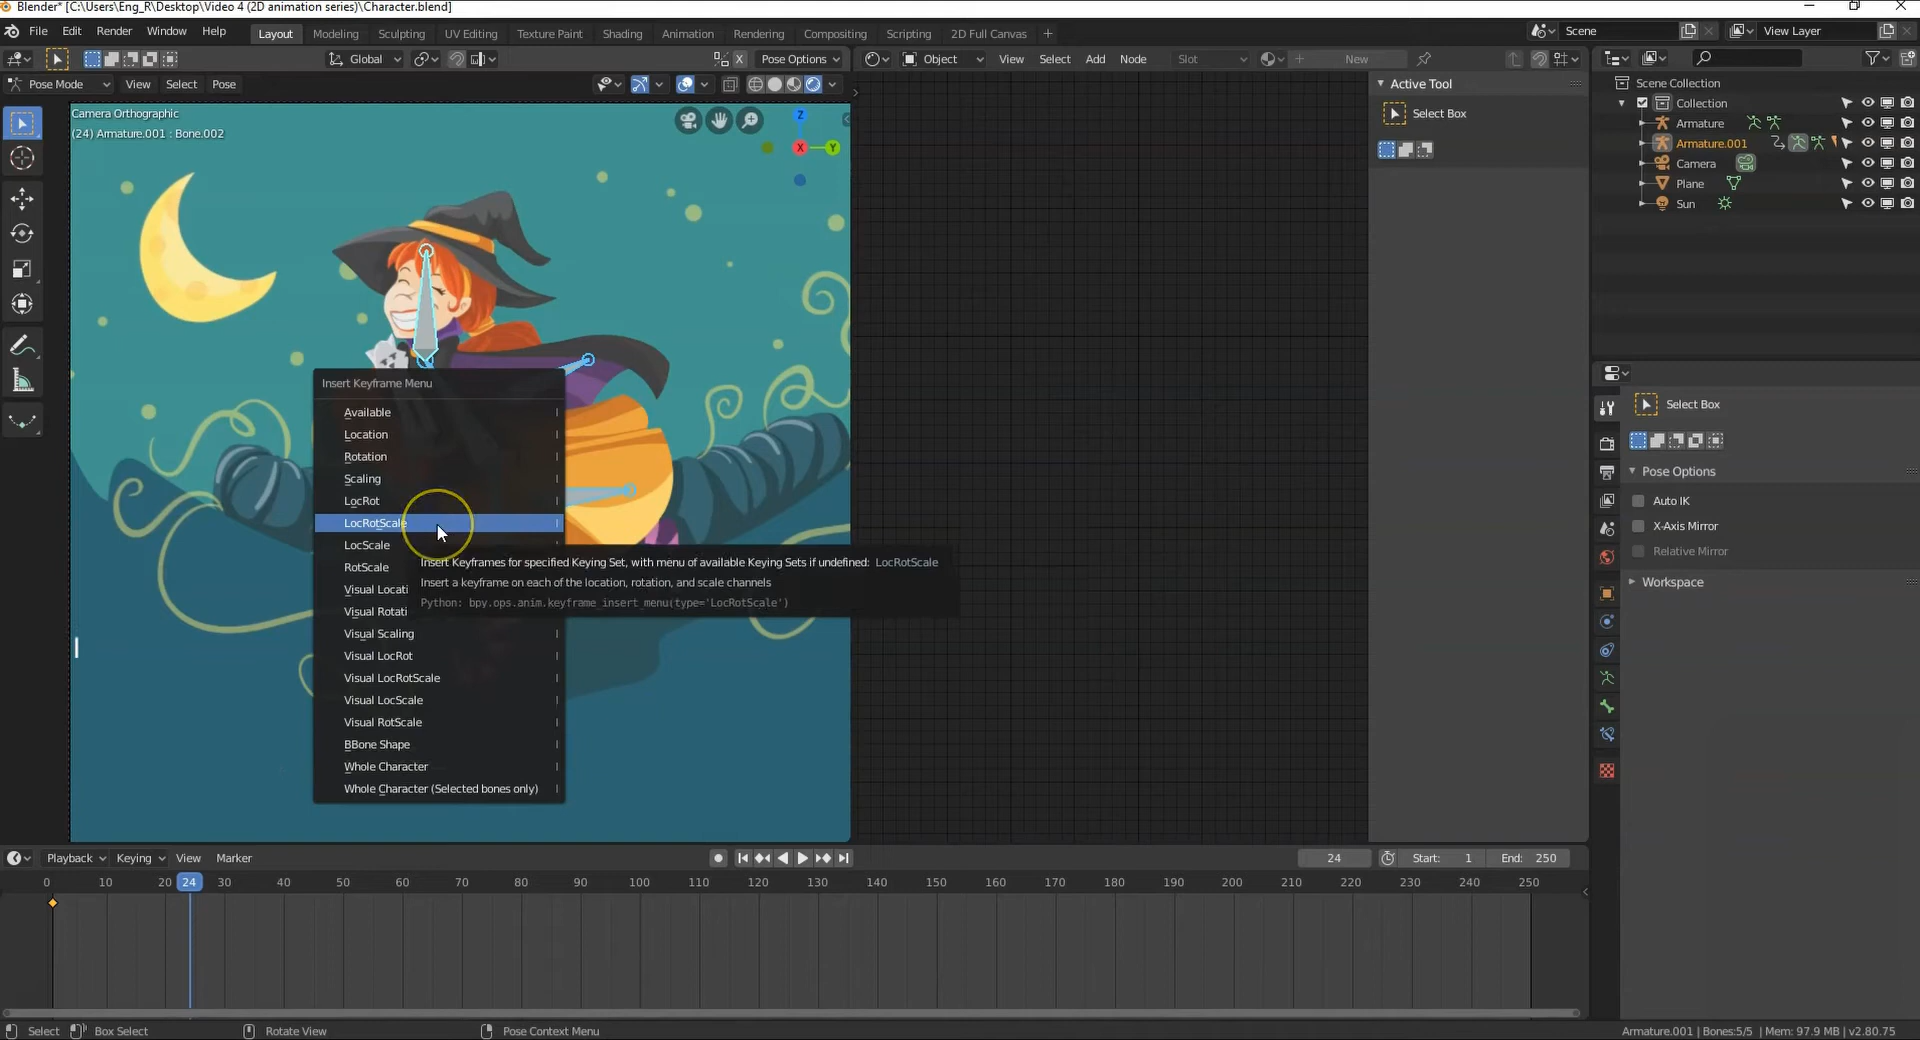 Blender* [C:\Users\Eng_R\Desktop\Video 4 (2D animation series)\Character.blend]
File Edit Render Window Help
Layout Modeling Sculpting UV Editing Texture Paint Shading Animation Rendering Compositing Scripting 2D Full Canvas +
Scene
View Layer
Global
X
Pose Options
Object View Select Add Node
Slot
New
Pose Mode View Select Pose
Active Tool
Select Box
Camera Orthographic
(24) Armature.001 : Bone.002
Z
X
Y
Scene Collection
Collection
Armature
Armature.001
Camera
Plane
Sun
Insert Keyframe Menu
Available I
Location I
Rotation I
Scaling I
LocRot I
LocRotScale I
LocScale
RotScale
Visual Locati
Visual Rotati
Visual Scaling I
Visual LocRot I
Visual LocRotScale I
Visual LocScale I
Visual RotScale I
BBone Shape I
Whole Character I
Whole Character (Selected bones only) I
Insert Keyframes for specified Keying Set, with menu of available Keying Sets if undefined: LocRotScale
Insert a keyframe on each of the location, rotation, and scale channels
Python: bpy.ops.anim.keyframe_insert_menu(type='LocRotScale')
I
Select Box
Pose Options
Auto IK
X-Axis Mirror
Relative Mirror
Workspace
Playback Keying View Marker
24
Start: 1
End: 250
0 10 20 24 30 40 50 60 70 80 90 100 110 120 130 140 150 160 170 180 190 200 210 220 230 240 250
Select Box Select Rotate View Pose Context Menu
Armature.001 | Bones:5/5 | Mem: 97.9 MB | v2.80.75